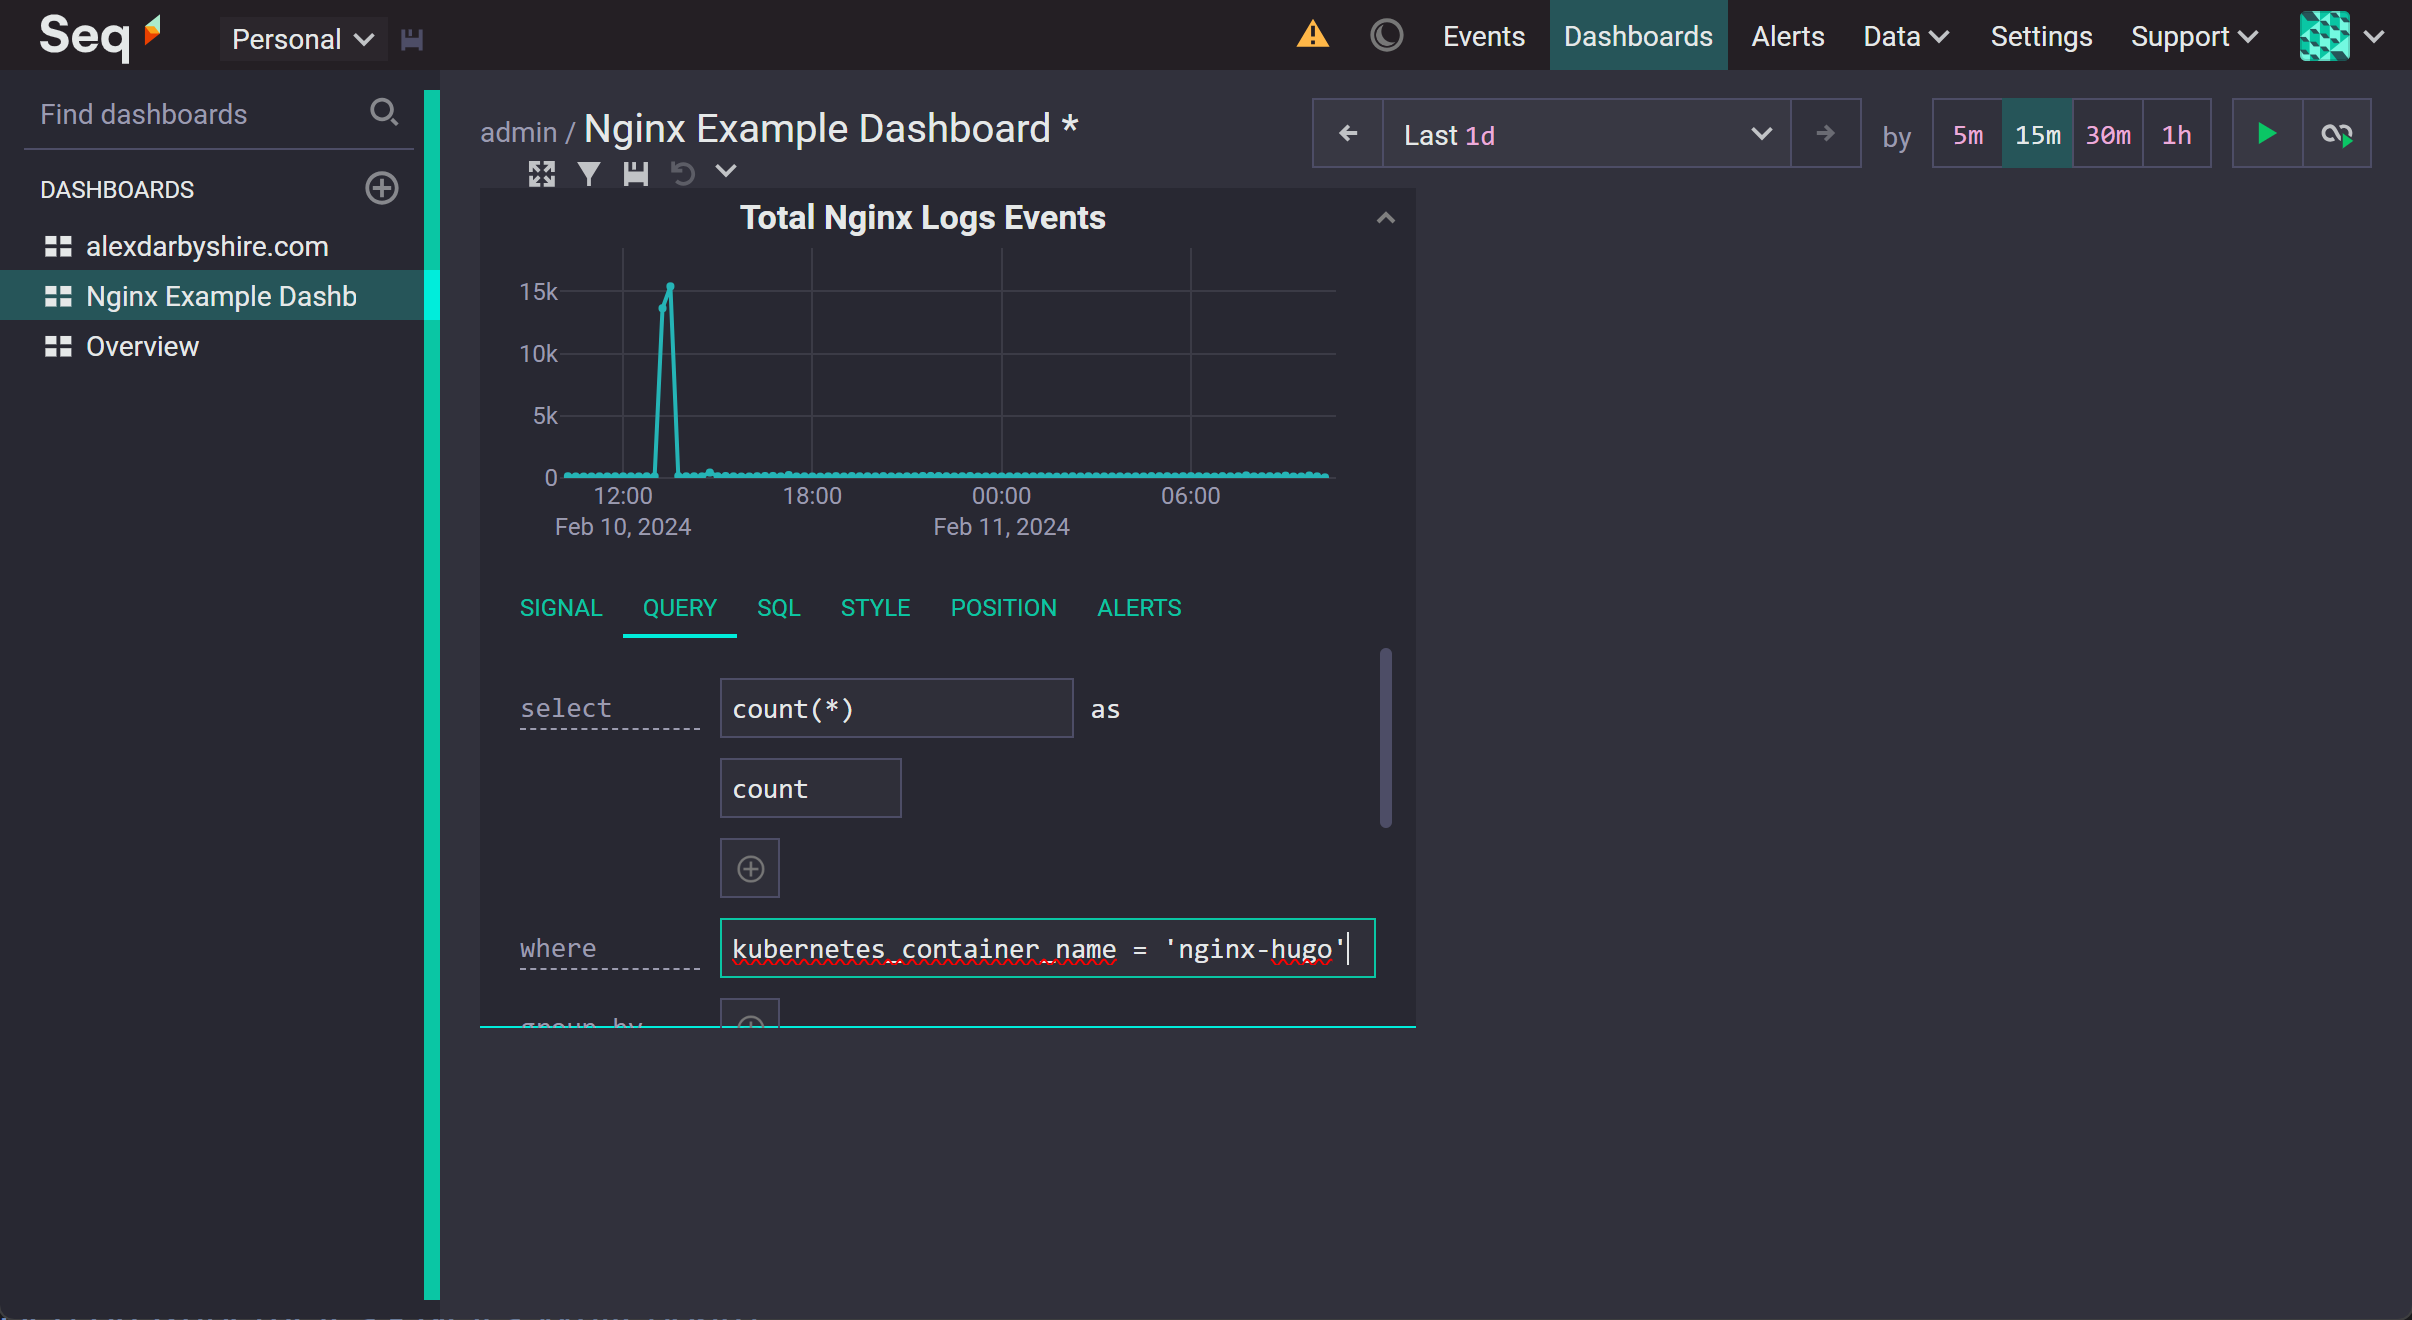 Seq
Personal
Events Dashboards Alerts Data Settings Support
Find dashboards
DASHBOARDS
alexdarbyshire.com
Nginx Example Dashb
Overview
admin / Nginx Example Dashboard *
Last 1d
by 5m 15m 30m 1h
Total Nginx Logs Events
15k
10k
5k
0
12:00 18:00 00:00 06:00
Feb 10, 2024 Feb 11, 2024
SIGNAL QUERY SQL STYLE POSITION ALERTS
select count(*) as
count
where kubernetes_container_name = 'nginx-hugo'
group by